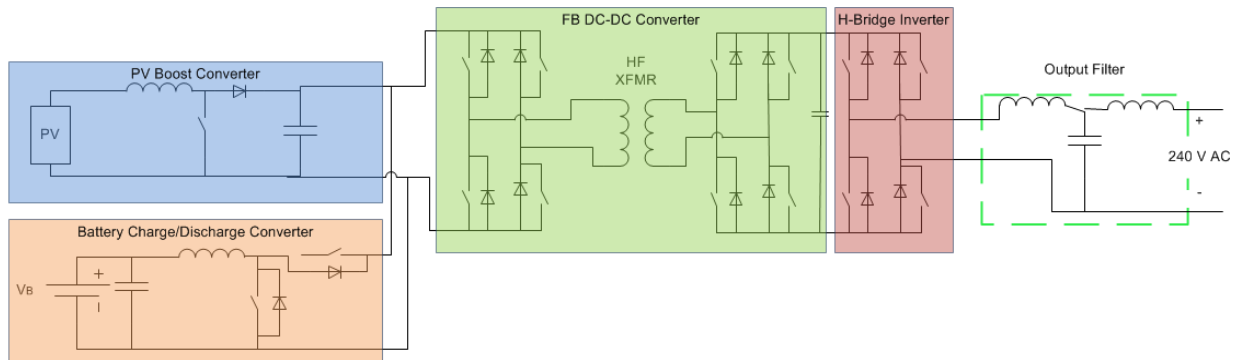 FB DC-DC Converter
H-Bridge Inverter
PV Boost Converter
HF
XFMR
Output Filter
PV
+
240 V AC
-
Battery Charge/Discharge Converter
VB
+
-